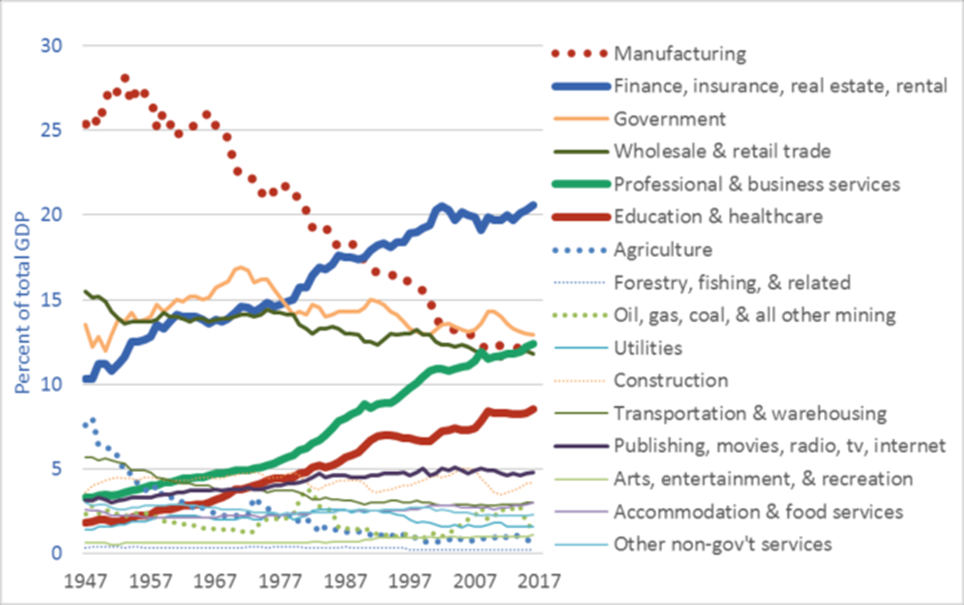 Percent of total GDP
30
25
20
15
10
5
0
1947 1957 1967 1977 1987 1997 2007 2017
Manufacturing
Finance, insurance, real estate, rental
Government
Wholesale & retail trade
Professional & business services
Education & healthcare
Agriculture
Forestry, fishing, & related
Oil, gas, coal, & all other mining
Utilities
Construction
Transportation & warehousing
Publishing, movies, radio, tv, internet
Arts, entertainment, & recreation
Accommodation & food services
Other non-gov't services